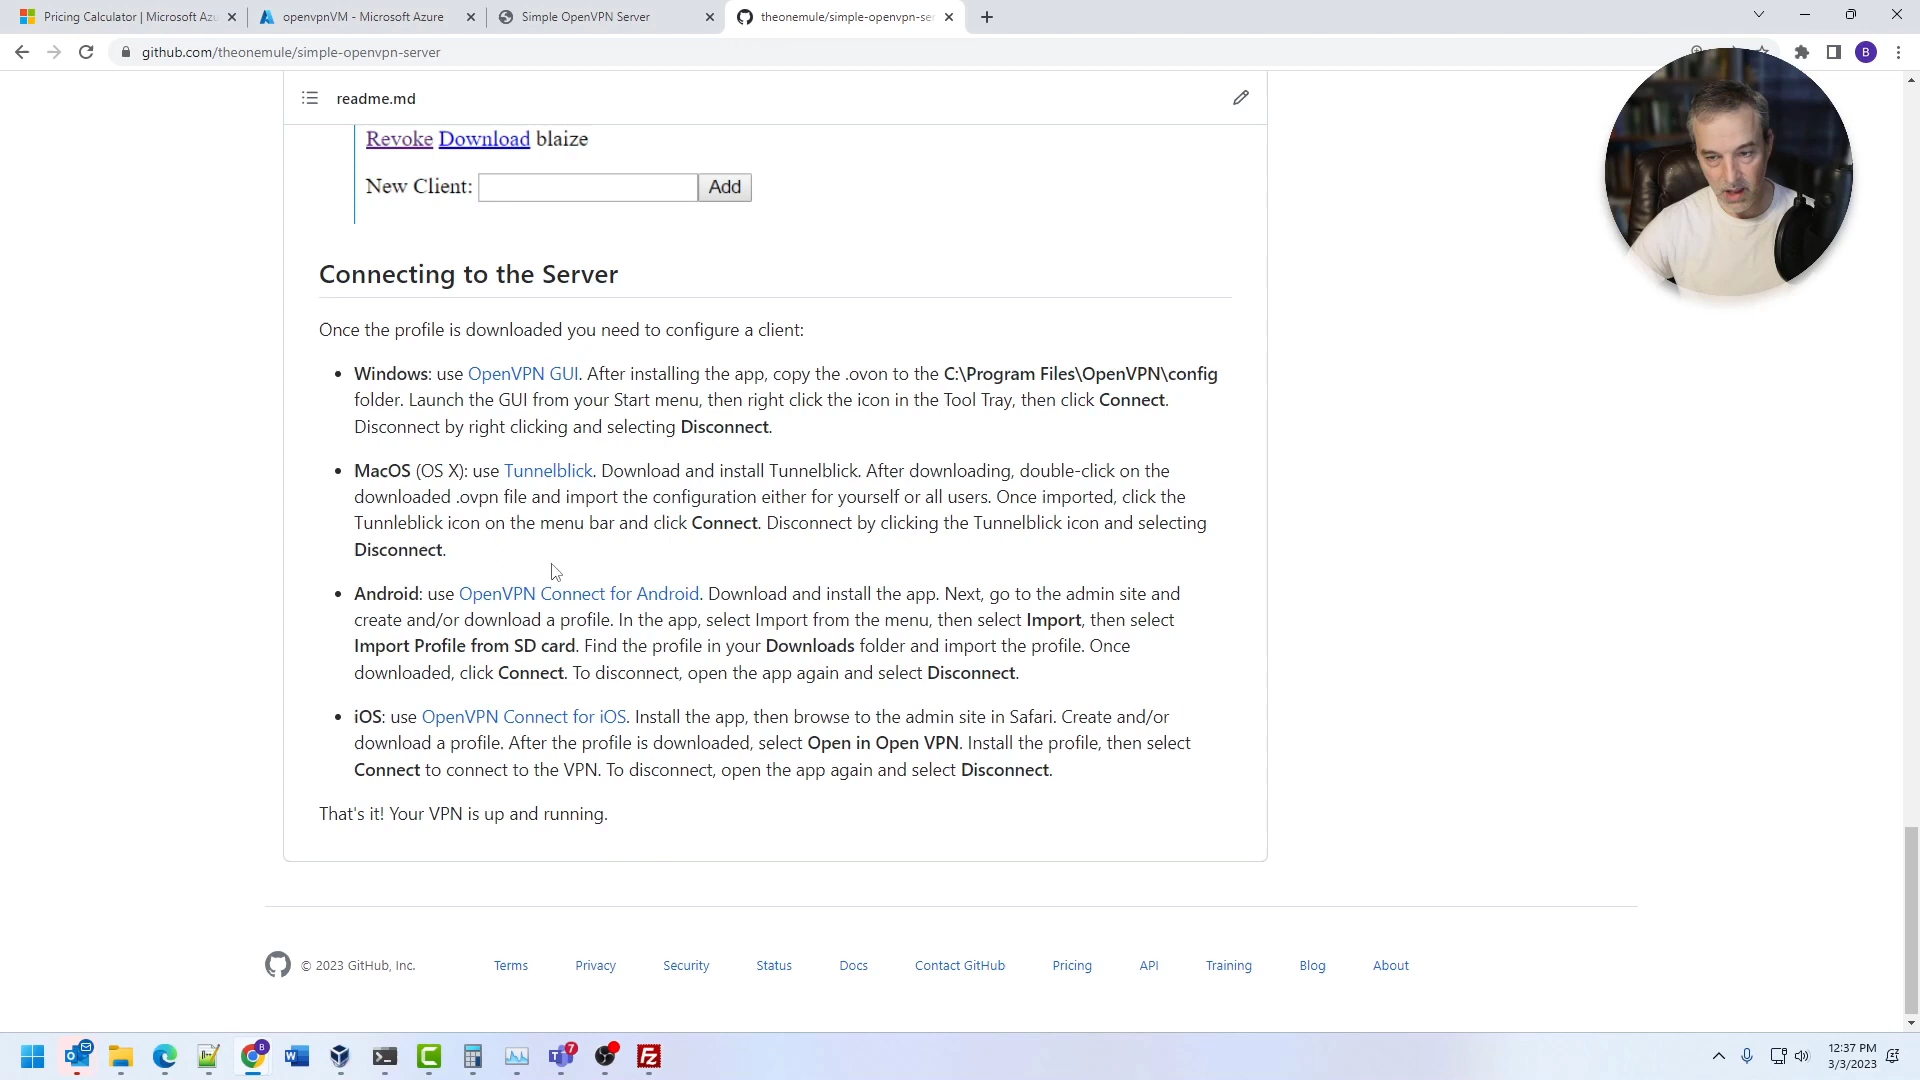 Pricing Calculator | Microsoft Azu
openvpnVM - Microsoft Azure
Simple OpenVPN Server
theonemule/simple-openvpn-ser
github.com/theonemule/simple-openvpn-server
B
readme.md
Revoke Download blaize
New Client: Add
Connecting to the Server
Once the profile is downloaded you need to configure a client:
• Windows: use OpenVPN GUI. After installing the app, copy the .ovon to the C:\Program Files\OpenVPN\config
folder. Launch the GUI from your Start menu, then right click the icon in the Tool Tray, then click Connect.
Disconnect by right clicking and selecting Disconnect.
• MacOS (OS X): use Tunnelblick. Download and install Tunnelblick. After downloading, double-click on the
downloaded .ovpn file and import the configuration either for yourself or all users. Once imported, click the
Tunnleblick icon on the menu bar and click Connect. Disconnect by clicking the Tunnelblick icon and selecting
Disconnect.
• Android: use OpenVPN Connect for Android. Download and install the app. Next, go to the admin site and
create and/or download a profile. In the app, select Import from the menu, then select Import, then select
Import Profile from SD card. Find the profile in your Downloads folder and import the profile. Once
downloaded, click Connect. To disconnect, open the app again and select Disconnect.
• iOS: use OpenVPN Connect for iOS. Install the app, then browse to the admin site in Safari. Create and/or
download a profile. After the profile is downloaded, select Open in Open VPN. Install the profile, then select
Connect to connect to the VPN. To disconnect, open the app again and select Disconnect.
That's it! Your VPN is up and running.
© 2023 GitHub, Inc. Terms Privacy Security Status Docs Contact GitHub Pricing API Training Blog About
B
7
12:37 PM
3/3/2023